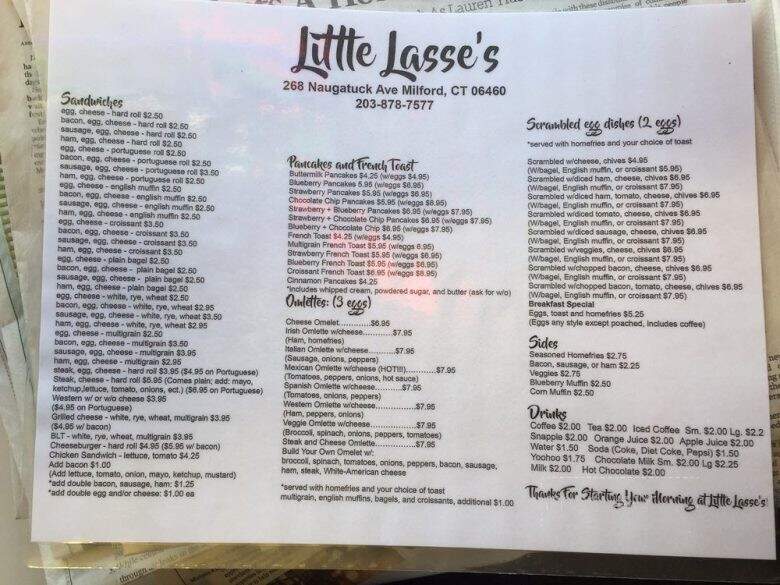 Little Lasse's
268 Naugatuck Ave Milford, CT 06460
203-878-7577
Sandwiches
egg, cheese - hard roll $2.50
bacon, egg, cheese - hard roll $2.50
sausage, egg, cheese - hard roll $2.50
ham, egg, cheese - hard roll $2.50
egg, cheese - portuguese roll $2.50
bacon, egg, cheese - portuguese roll $2.50
sausage, egg, cheese - portuguese roll $3.50
ham, egg, cheese - portuguese roll $2.50
egg, cheese - english muffin $2.50
bacon, egg, cheese - english muffin $2.50
sausage, egg, cheese - english muffin $2.50
ham, egg, cheese - english muffin $2.50
egg, cheese - croissant $3.50
bacon, egg, cheese - croissant $3.50
sausage, egg, cheese - croissant $3.50
ham, egg, cheese - croissant $3.50
egg, cheese - plain bagel $2.50
bacon, egg, cheese - plain bagel $2.50
sausage, egg, cheese - plain bagel $2.50
ham, egg, cheese - plain bagel $2.50
egg, cheese - white, rye, wheat $2.50
bacon, egg, cheese - white, rye, wheat $2.95
sausage, egg, cheese - white, rye, wheat $3.50
ham, egg, cheese - white, rye, wheat $2.95
egg, cheese - multigrain $2.50
bacon, egg, cheese - multigrain $3.50
sausage, egg, cheese - multigrain $3.95
ham, egg, cheese - multigrain $2.95
steak, egg, cheese - hard roll $3.95 ($4.95 on Portuguese)
Steak, cheese - hard roll $5.95 (Comes plain; add: mayo,
ketchup,lettuce, tomato, onions, ect.) ($6.95 on Portuguese)
Western w/ or w/o cheese $3.95
($4.95 on Portuguese)
Grilled cheese - white, rye, wheat, multigrain $3.95
($4.95 w/ bacon)
BLT - white, rye, wheat, multigrain $3.95
Cheeseburger - hard roll $4.95 ($5.95 w/ bacon)
Chicken Sandwich - lettuce, tomato $4.25
Add bacon $1.00
(Add lettuce, tomato, onion, mayo, ketchup, mustard)
*add double bacon, sausage, ham: $1.25
*add double egg and/or cheese: $1.00 ea
Pancakes and French Toast
Buttermilk Pancakes $4.25 (w/eggs $4.95)
Blueberry Pancakes 5.95 (w/eggs $6.95)
Strawberry Pancakes $5.95 (w/eggs $6.95)
Chocolate Chip Pancakes $5.95 (w/eggs $6.95)
Strawberry + Blueberry Pancakes $6.95 (w/eggs $7.95)
Strawberry + Chocolate Chip Pancakes $6.95 (w/eggs $7.95)
Blueberry + Chocolate Chip $6.95 (w/eggs $7.95)
French Toast $4.25 (w/eggs $4.95)
Multigrain French Toast $5.95 (w/eggs 6.95)
Strawberry French Toast $5.95 (w/eggs $6.95)
Blueberry French Toast $5.95 (w/eggs $6.95)
Croissant French Toast $6.95 (w/eggs $8.95)
Cinnamon Pancakes $4.25
*includes whipped cream, powdered sugar, and butter (ask for w/o)
Omlettes: (3 eggs)
Cheese Omelet..............$6.95
Irish Omlette w/cheese..............$7.95
(Ham, homefries)
Italian Omlette w/cheese............$7.95
(Sausage, onions, peppers)
Mexican Omlette w/cheese (HOT!!!)............$7.95
(Tomatoes, peppers, onions, hot sauce)
Spanish Omlette w/cheese..............$7.95
(Tomatoes, onions, peppers)
Western Omlette w/cheese..............$7.95
(Ham, peppers, onions)
Veggie Omlette w/cheese..............$7.95
(Broccoli, spinach, onions, peppers, tomatoes)
Steak and Cheese Omlette..............$7.95
Build Your Own Omelet w/:
broccoli, spinach, tomatoes, onions, peppers, bacon, sausage,
ham, steak, White-American cheese
*served with homefries and your choice of toast
multigrain, english muffins, bagels, and croissants, additional $1.00
Scrambled egg dishes (2 eggs)
*served with homefries and your choice of toast
Scrambled w/cheese, chives $4.95
(W/bagel, English muffin, or croissant $5.95)
Scrambled w/diced ham, cheese, chives $6.95
(W/bagel, English muffin, or croissant $7.95)
Scrambled w/diced ham, tomato, cheese, chives $6.95
(W/bagel, English muffin, or croissant $7.95)
Scrambled w/diced tomato, cheese, chives $6.95
(W/bagel, English muffin, or croissant $7.95)
Scrambled w/diced sausage, cheese, chives $6.95
(W/bagel, English muffin, or croissant $7.95)
Scrambled w/veggies, cheese, chives $6.95
(W/bagel, English muffin, or croissant $7.95)
Scrambled w/chopped bacon, cheese, chives $6.95
(W/bagel, English muffin, or croissant $7.95)
Scrambled w/chopped bacon, tomato, cheese, chives $6.95
(W/bagel, English muffin, or croissant $7.95)
Breakfast Special
Eggs, toast and homefries $5.25
(Eggs any style except poached, includes coffee)
Sides
Seasoned Homefries $2.75
Bacon, sausage, or ham $2.25
Veggies $2.75
Blueberry Muffin $2.50
Corn Muffin $2.50
Drinks
Coffee $2.00 Tea $2.00 Iced Coffee Sm. $2.00 Lg. $2.2
Snapple $2.00 Orange Juice $2.00 Apple Juice $2.00
Water $1.50 Soda (Coke, Diet Coke, Pepsi) $1.50
Yoohoo $1.75 Chocolate Milk Sm. $2.00 Lg $2.25
Milk $2.00 Hot Chocolate $2.00
Thanks For Starting Your Morning at Little Lasse's!